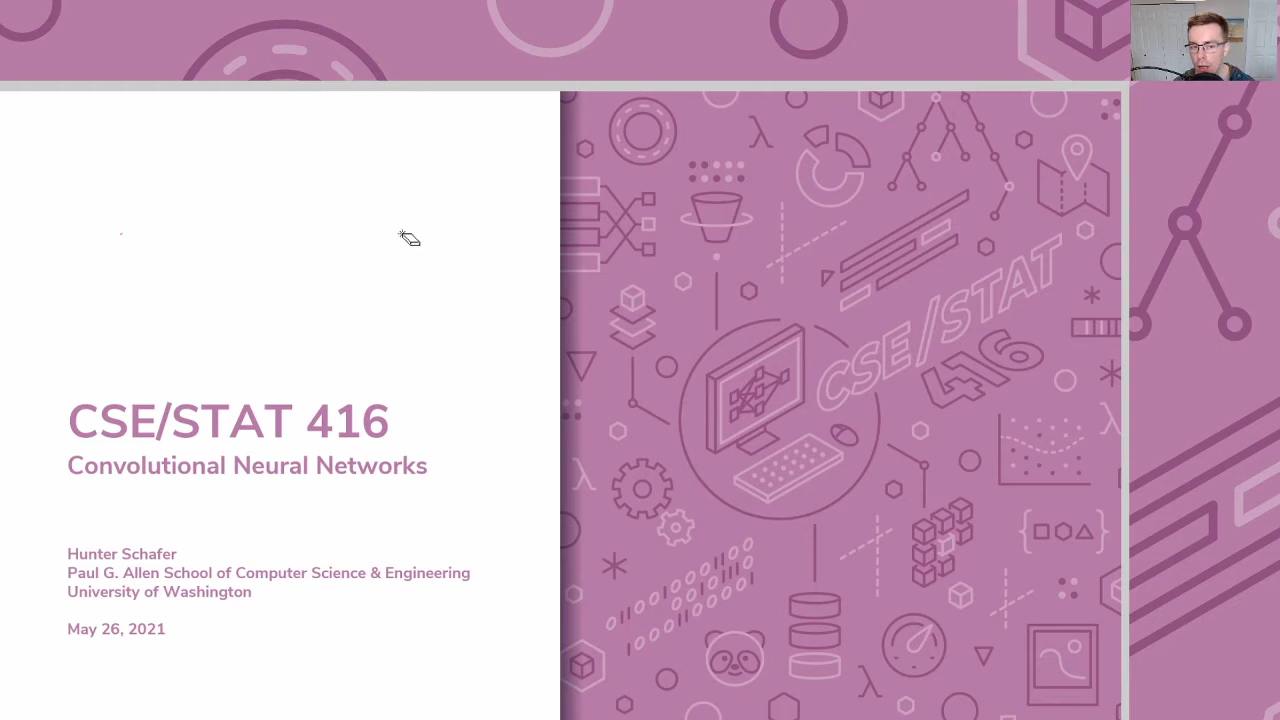 CSE/STAT
416
CSE/STAT 416
Convolutional Neural Networks
Hunter Schafer
Paul G. Allen School of Computer Science & Engineering
University of Washington
May 26, 2021